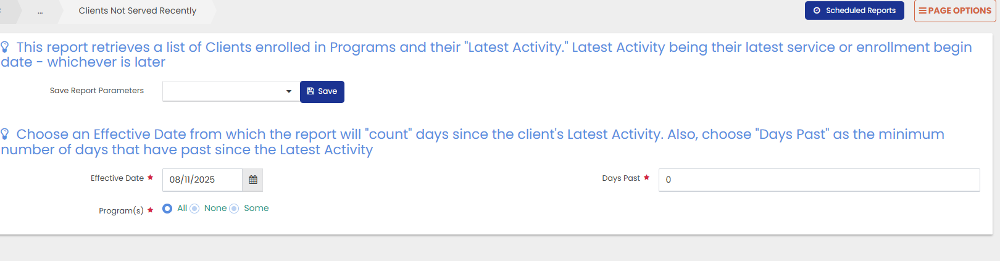 ... Clients Not Served Recently Scheduled Reports PAGE OPTIONS
This report retrieves a list of Clients enrolled in Programs and their "Latest Activity." Latest Activity being their latest service or enrollment begin
date - whichever is later
Save Report Parameters Save
Choose an Effective Date from which the report will "count" days since the client's Latest Activity. Also, choose "Days Past" as the minimum
number of days that have past since the Latest Activity
Effective Date ★ 08/11/2025 Days Past ★ 0
Program(s) ★ All None Some